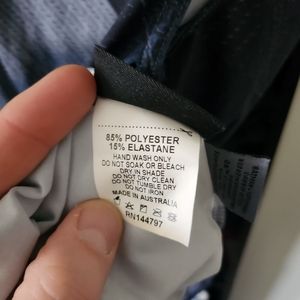 85% POLYESTER
15% ELASTANE
HAND WASH ONLY
DO NOT SOAK OR BLEACH
DRY IN SHADE
DO NOT DRY CLEAN
DO NOT TUMBLE DRY
DO NOT IRON
MADE IN AUSTRALIA
RN144797